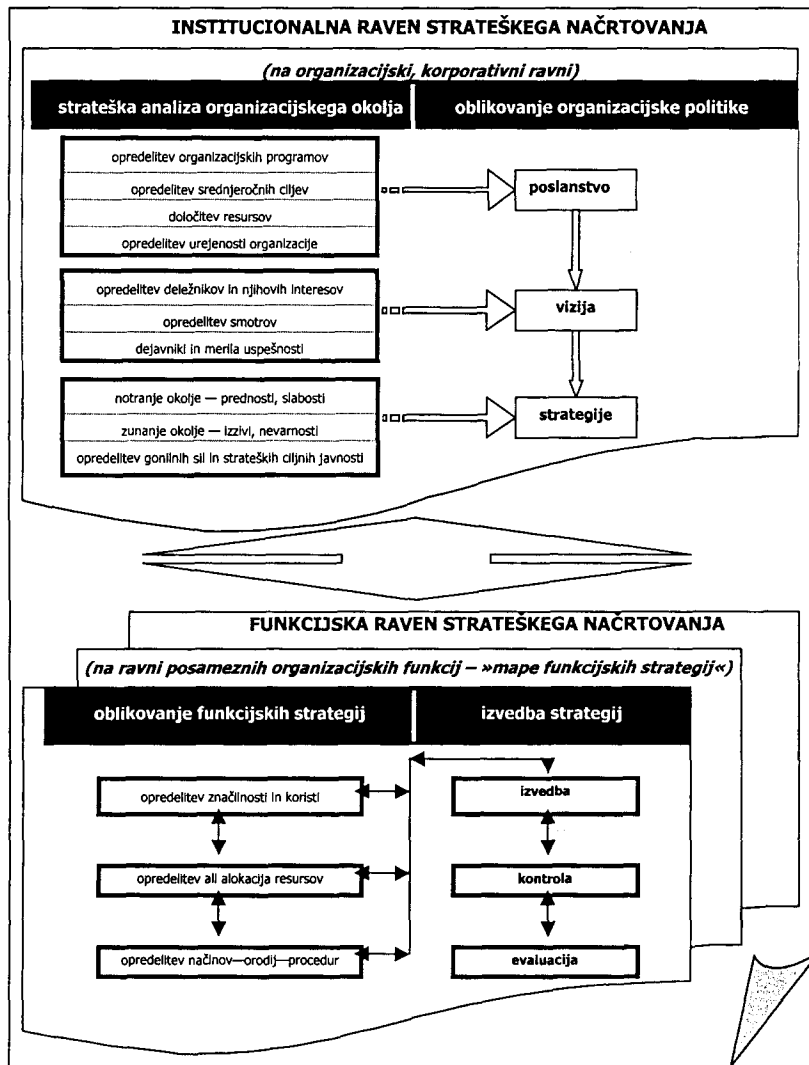 INSTITUCIONALNA RAVEN STRATEŠKEGA NAČRTOVANJA
(na organizacijski, korporativni ravni)
strateška analiza organizacijskega okolja
oblikovanje organizacijske politike
opredelitev organizacijskih programov
opredelitev srednjeročnih ciljev
določitev resursov
opredelitev urejenosti organizacije
poslanstvo
opredelitev deležnikov in njihovih interesov
opredelitev smotrov
dejavniki in merila uspešnosti
vizija
notranje okolje — prednosti, slabosti
zunanje okolje — izzivi, nevarnosti
opredelitev gonilnih sil in strateških ciljnih javnosti
strategije
FUNKCIJSKA RAVEN STRATEŠKEGA NAČRTOVANJA
(na ravni posameznih organizacijskih funkcij – »mape funkcijskih strategij«)
oblikovanje funkcijskih strategij
izvedba strategij
opredelitev značilnosti in koristi
izvedba
opredelitev ali alokacija resursov
kontrola
opredelitev načinov—orodij—procedur
evaluacija